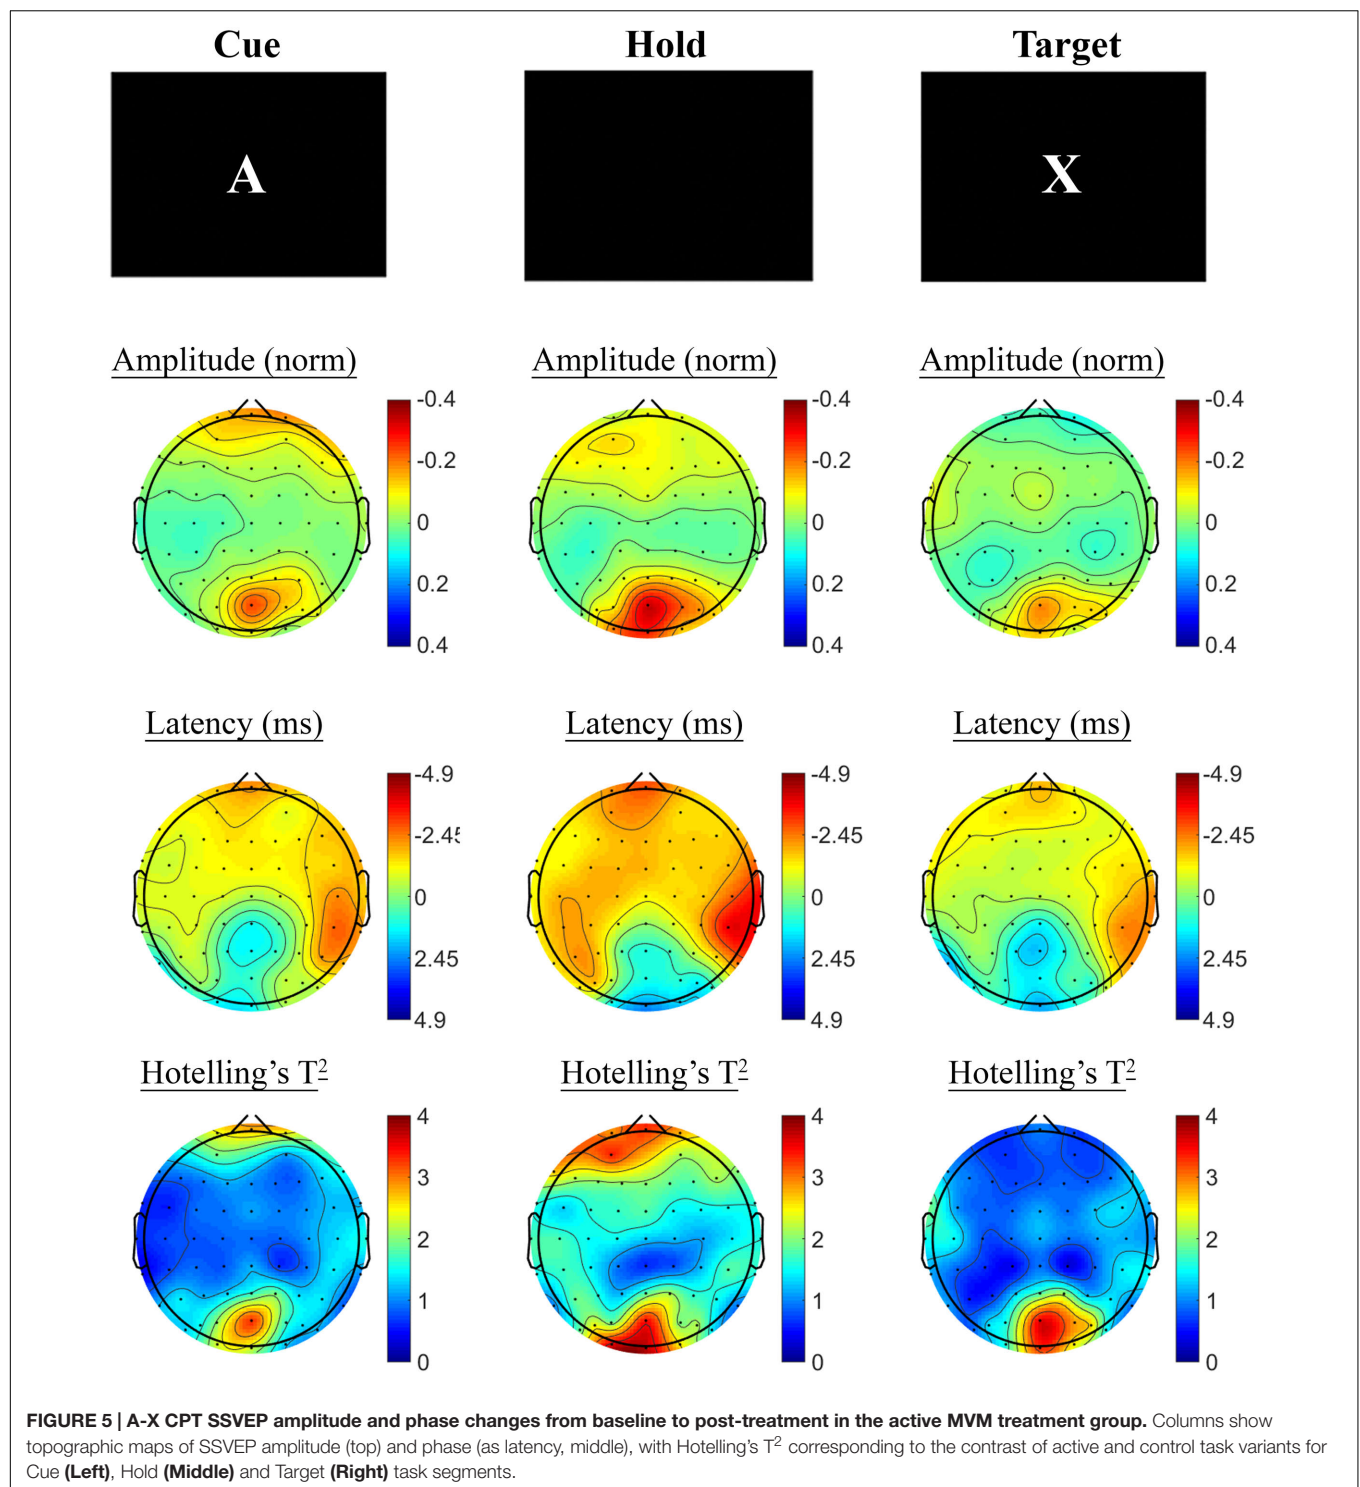 Cue Hold Target
A X
Amplitude (norm) Amplitude (norm) Amplitude (norm)
-0.4 -0.4 -0.4
-0.2 -0.2 -0.2
0 0 0
0.2 0.2 0.2
0.4 0.4 0.4
Latency (ms) Latency (ms) Latency (ms)
-4.9 -4.9 -4.9
-2.45 -2.45 -2.45
0 0 0
2.45 2.45 2.45
4.9 4.9 4.9
Hotelling's T² Hotelling's T² Hotelling's T²
4 4 4
3 3 3
2 2 2
1 1 1
0 0 0
FIGURE 5 | A-X CPT SSVEP amplitude and phase changes from baseline to post-treatment in the active MVM treatment group. Columns show
topographic maps of SSVEP amplitude (top) and phase (as latency, middle), with Hotelling's T² corresponding to the contrast of active and control task variants for
Cue (Left), Hold (Middle) and Target (Right) task segments.